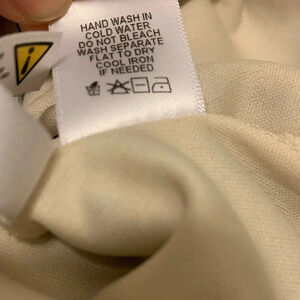 HAND WASH IN
COLD WATER
DO NOT BLEACH
WASH SEPARATE
FLAT TO DRY
COOL IRON
IF NEEDED